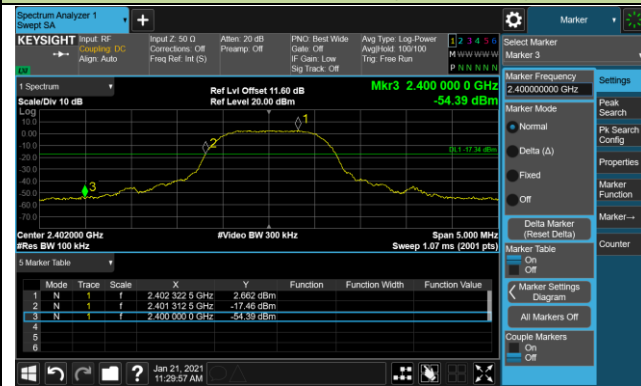 Spectrum Analyzer 1
Swept SA
+
Marker
KEYSIGHT
Input: RF
Coupling: DC
Align: Auto
Input Z: 50 Ω
Corrections: Off
Freq Ref: Int (S)
Atten: 20 dB
Preamp: Off
PNO: Best Wide
Gate: Off
IF Gain: Low
Sig Track: Off
Avg Type: Log-Power
Avg|Hold: 100/100
Trig: Free Run
1 2 3 4 5 6
M W W W W W
P N N N N N
LW
1 Spectrum
Scale/Div 10 dB
Log
Ref Lvl Offset 11.60 dB
Ref Level 20.00 dBm
Mkr3 2.400 000 0 GHz
-54.39 dBm
10.0
0.00
-10.0
-20.0
-30.0
-40.0
-50.0
-60.0
-70.0
1
2
3
DL1 -17.34 dBm
Center 2.402000 GHz
#Res BW 100 kHz
#Video BW 300 kHz
Span 5.000 MHz
Sweep 1.07 ms (2001 pts)
5 Marker Table
Mode Trace Scale X Y Function Function Width Function Value
1 N 1 f 2.402 322 5 GHz 2.662 dBm
2 N 1 f 2.401 312 5 GHz -17.46 dBm
3 N 1 f 2.400 000 0 GHz -54.39 dBm
4
5
6
?
Jan 21, 2021
11:29:57 AM
Select Marker
Marker 3
Marker Frequency
2.400000000 GHz
Marker Mode
Normal
Delta (Δ)
Fixed
Off
Delta Marker
(Reset Delta)
Marker Table
On
Off
Marker Settings
Diagram
All Markers Off
Couple Markers
On
Off
Settings
Peak
Search
Pk Search
Config
Properties
Marker
Function
Marker→
Counter